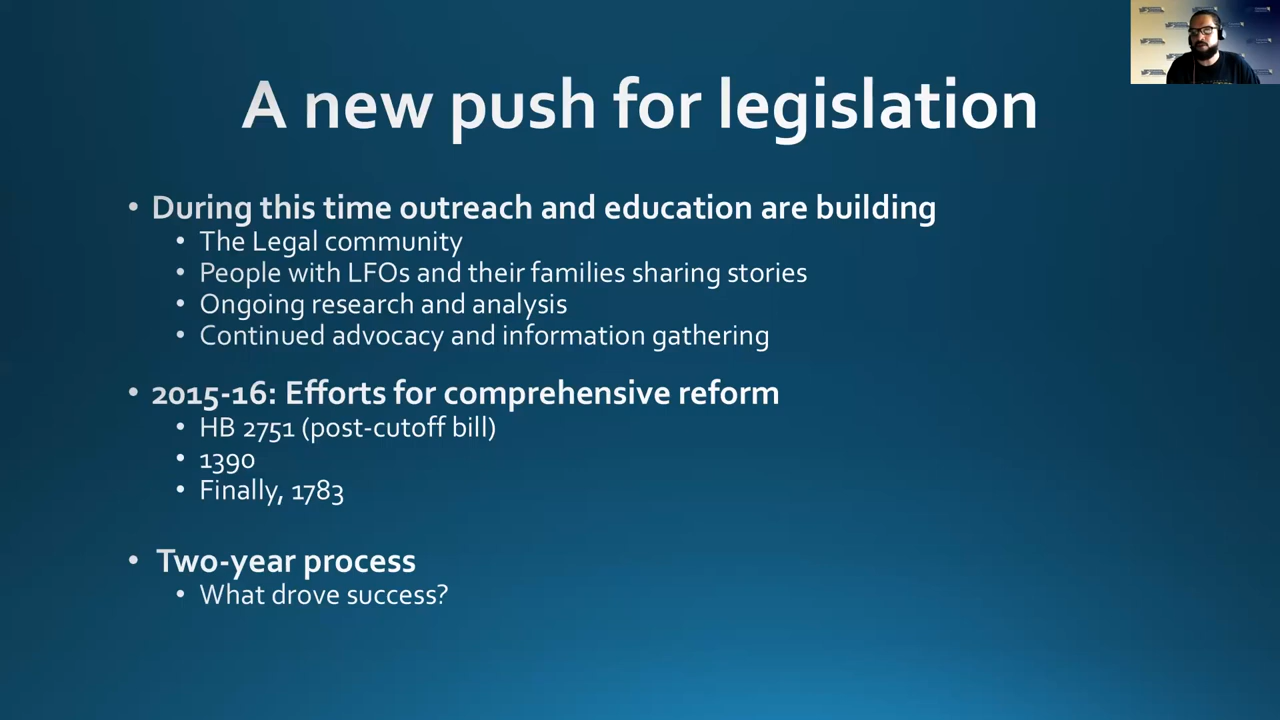 A new push for legislation
• During this time outreach and education are building
• The Legal community
• People with LFOs and their families sharing stories
• Ongoing research and analysis
• Continued advocacy and information gathering
• 2015-16: Efforts for comprehensive reform
• HB 2751 (post-cutoff bill)
• 1390
• Finally, 1783
• Two-year process
• What drove success?